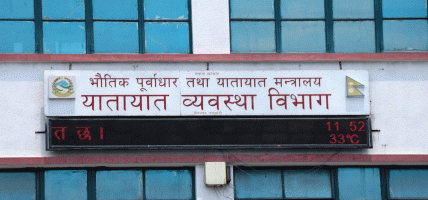 भौतिक पूर्वाधार तथा यातायात मन्त्रालय
यातायात व्यवस्था विभाग
त छ।
11 52
33℃